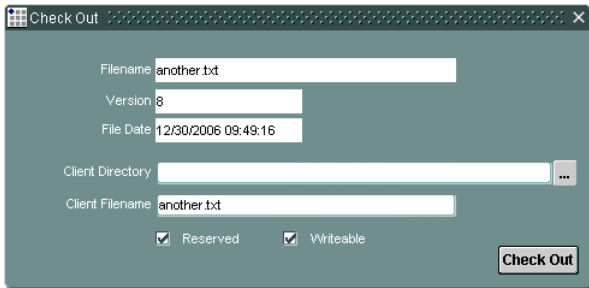 Check Out
Filename another.txt
Version 8
File Date 12/30/2006 09:49:16
Client Directory ...
Client Filename another.txt
Reserved Writeable
Check Out